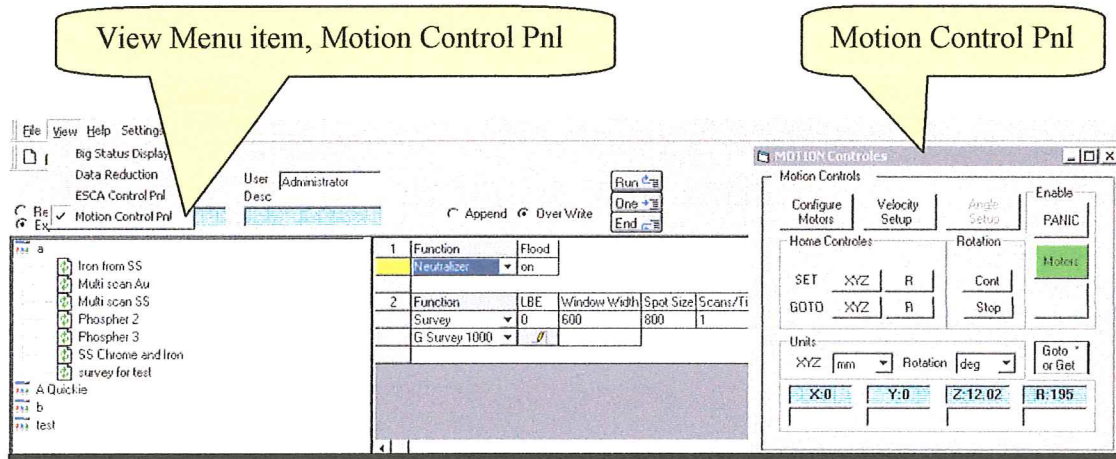 View Menu item, Motion Control Pnl
Motion Control Pnl
File View Help Settings
Big Status Display
Data Reduction
ESCA Control Pnl
Motion Control Pnl
User Administrator
Desc
Append Over Write
Run
One
End
a
Iron from SS
Multi scan Au
Multi scan SS
Phospher 2
Phospher 3
SS Chrome and Iron
survey for test
A Quickie
b
test
1 Function Flood
Neutralizer on
2 Function LBE Window Width Spot Size Scans/Ti
Survey 0 600 800 1
G Survey 1000
MOTION Controles
Motion Controls
Configure Motors
Velocity Setup
Angle Setup
Enable
PANIC
Motors
Home Controles
SET XYZ R
GOTO XYZ R
Rotation
Cont
Stop
Units
XYZ mm Rotation deg
Goto * or Get
X:0 Y:0 Z:12.02 R:195